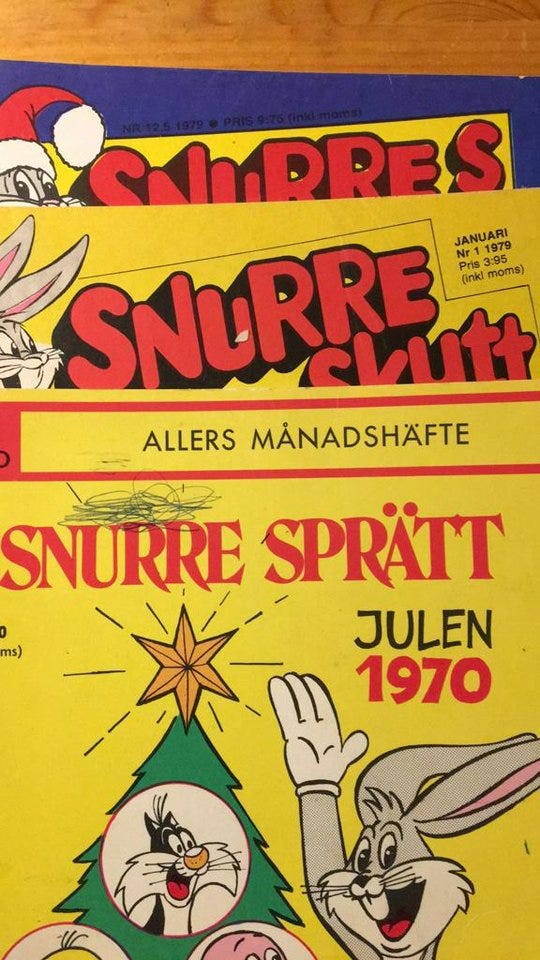 NR 12,5 1979 ● PRIS 9:75 (inkl moms)
SNURRES
JANUARI
Nr 1 1979
Pris 3:95
(inkl moms)
SNURRE
skutt
ALLERS MÅNADSHÄFTE
SNURRE SPRÄTT
JULEN
1970